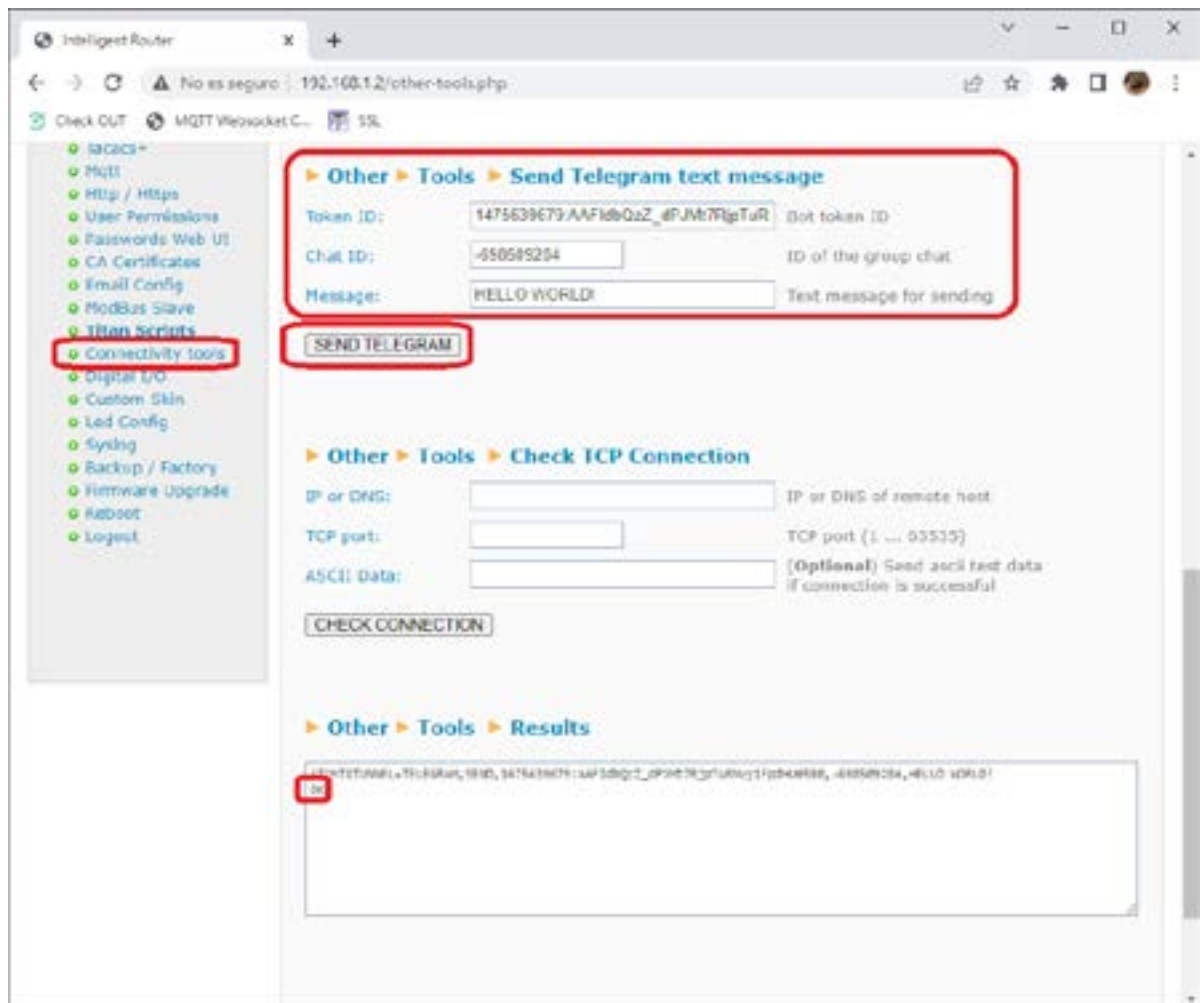 Intelligent Router
No es seguro 192.168.1.2/other-tools.php
Check OUT MQTT Websocket C... SSL
Tacacs+
Mqtt
Http / Https
User Permissions
Passwords Web UI
CA Certificates
Email Config
ModBus Slave
Titan Scripts
Connectivity tools
Digital I/O
Custom Skin
Led Config
Syslog
Backup / Factory
Firmware Upgrade
Reboot
Logout
Other Tools Send Telegram text message
Token ID: Bot token ID
Chat ID: ID of the group chat
Message: HELLO WORLD! Text message for sending
SEND TELEGRAM
Other Tools Check TCP Connection
IP or DNS: IP or DNS of remote host
TCP port: TCP port (1 ... 65535)
ASCII Data: (Optional) Send ascii test data
if connection is successful
CHECK CONNECTION
Other Tools Results
OK